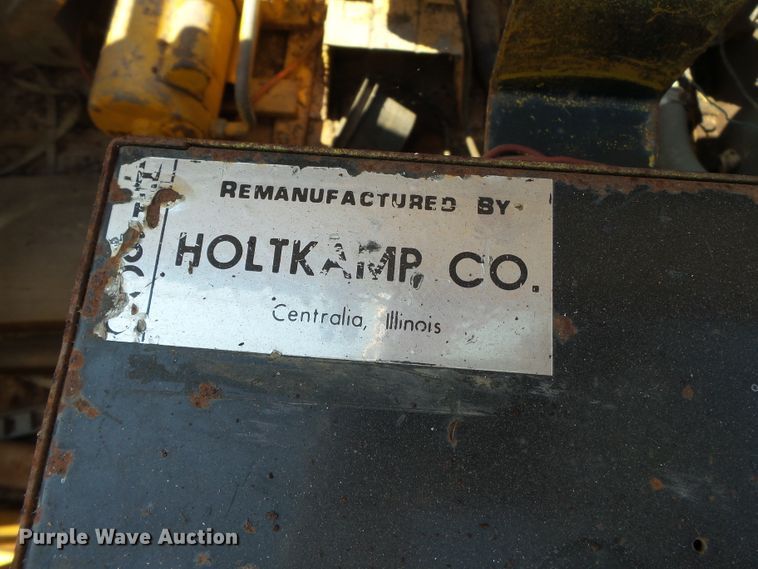 REMANUFACTURED BY
HOLTKAMP, CO.
Centralia, Illinois
Purple Wave Auction